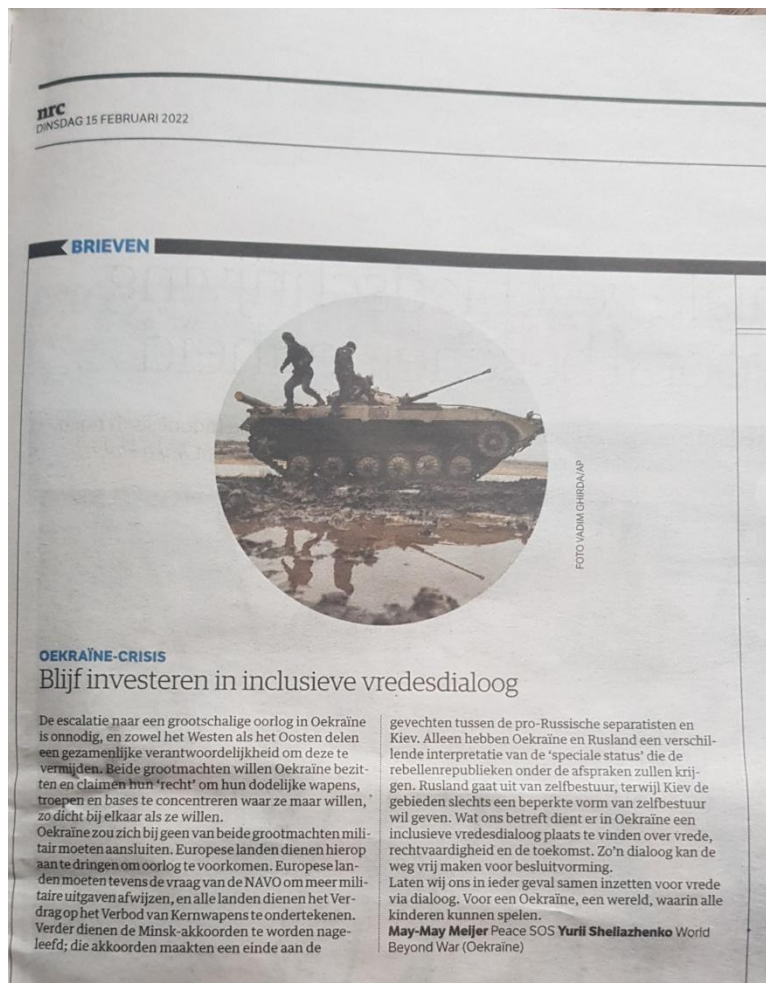 nrc
DINSDAG 15 FEBRUARI 2022
BRIEVEN
FOTO VADIM GHIRDA/AP
OEKRAÏNE-CRISIS
Blijf investeren in inclusieve vredesdialoog
De escalatie naar een grootschalige oorlog in Oekraïne
is onnodig, en zowel het Westen als het Oosten delen
een gezamenlijke verantwoordelijkheid om deze te
vermijden. Beide grootmachten willen Oekraïne bezit-
ten en claimen hun ‘recht’ om hun dodelijke wapens,
troepen en bases te concentreren waar ze maar willen,
zo dicht bij elkaar als ze willen.
Oekraïne zou zich bij geen van beide grootmachten mili-
tair moeten aansluiten. Europese landen dienen hierop
aan te dringen om oorlog te voorkomen. Europese lan-
den moeten tevens de vraag van de NAVO om meer mili-
taire uitgaven afwijzen, en alle landen dienen het Ver-
drag op het Verbod van Kernwapens te ondertekenen.
Verder dienen de Minsk-akkoorden te worden nage-
leefd; die akkoorden maakten een einde aan de
gevechten tussen de pro-Russische separatisten en
Kiev. Alleen hebben Oekraïne en Rusland een verschil-
lende interpretatie van de ‘speciale status’ die de
rebellenrepublieken onder de afspraken zullen krij-
gen. Rusland gaat uit van zelfbestuur, terwijl Kiev de
gebieden slechts een beperkte vorm van zelfbestuur
wil geven. Wat ons betreft dient er in Oekraïne een
inclusieve vredesdialoog plaats te vinden over vrede,
rechtvaardigheid en de toekomst. Zo’n dialoog kan de
weg vrij maken voor besluitvorming.
Laten wij ons in ieder geval samen inzetten voor vrede
via dialoog. Voor een Oekraïne, een wereld, waarin alle
kinderen kunnen spelen.
May-May Meijer Peace SOS Yurii Sheliazhenko World
Beyond War (Oekraïne)